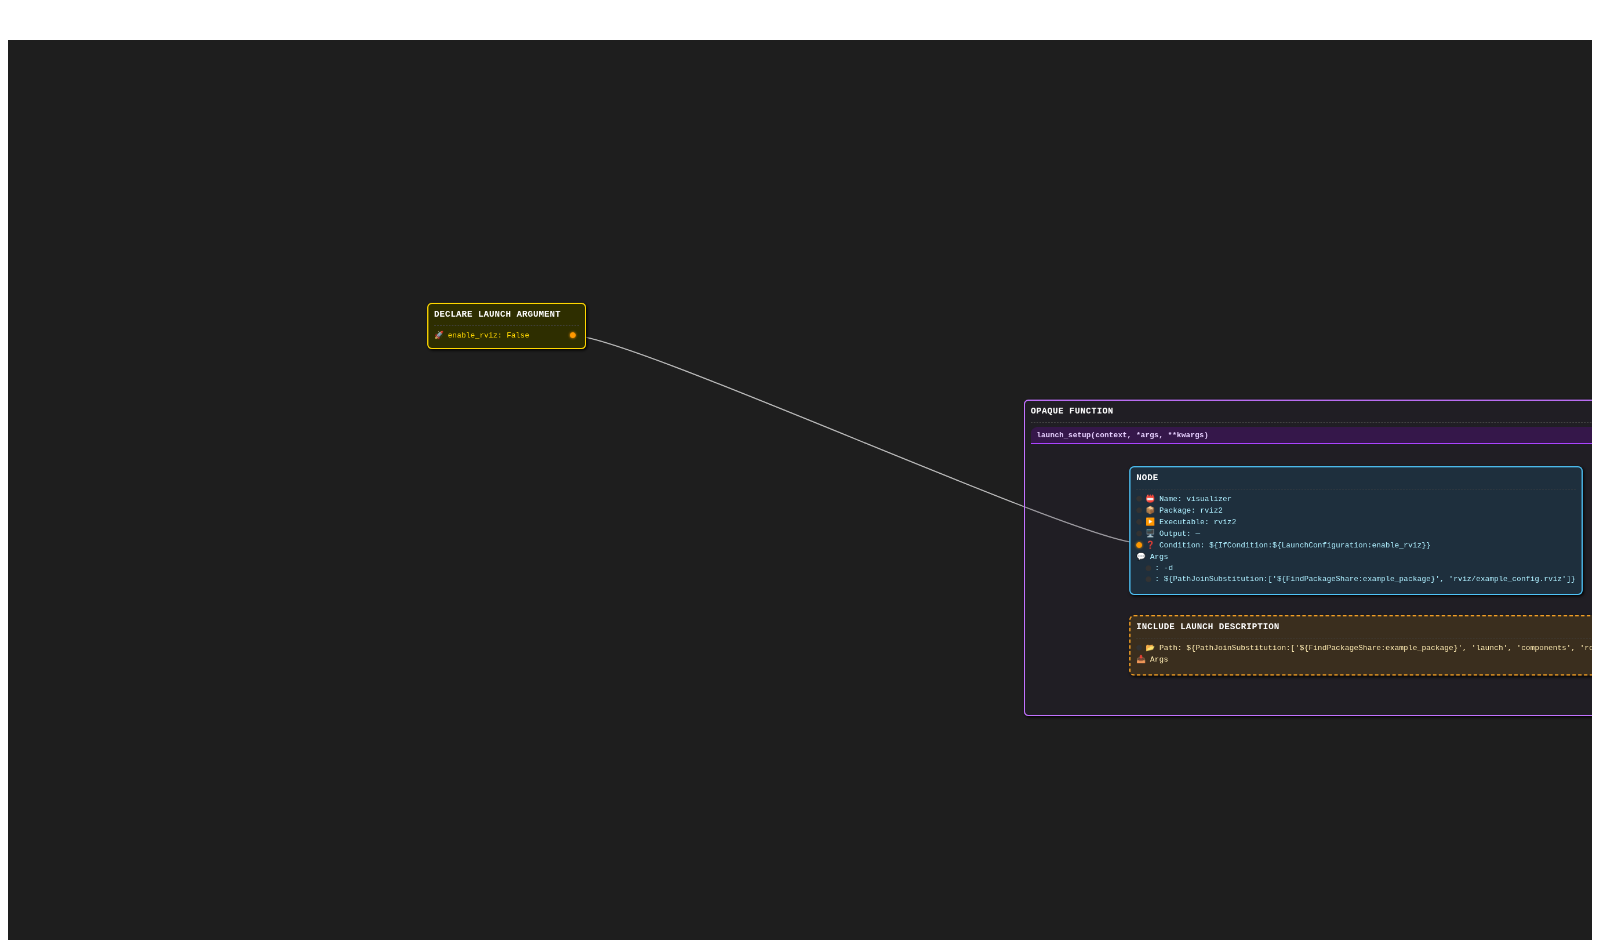 DECLARE LAUNCH ARGUMENT
enable_rviz: False
OPAQUE FUNCTION
launch_setup(context, *args, **kwargs)
NODE
Name: visualizer
Package: rviz2
Executable: rviz2
Output: —
Condition: ${IfCondition:${LaunchConfiguration:enable_rviz}}
Args
: -d
: ${PathJoinSubstitution:['${FindPackageShare:example_package}', 'rviz/example_config.rviz']}
INCLUDE LAUNCH DESCRIPTION
Path: ${PathJoinSubstitution:['${FindPackageShare:example_package}', 'launch', 'components',
Args